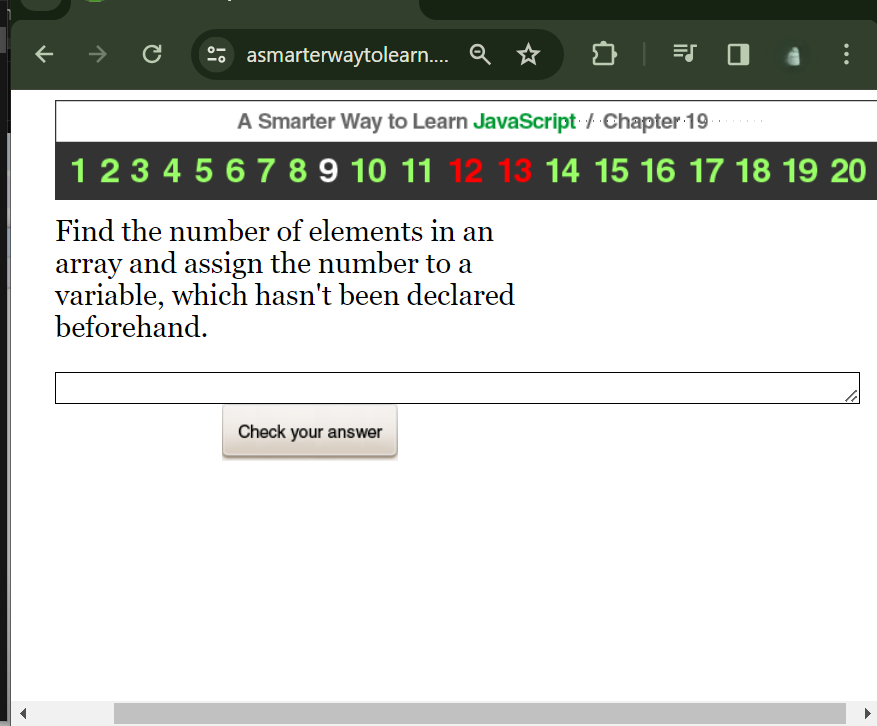 asmarterwaytolearn....
A Smarter Way to Learn JavaScript / Chapter 19
1 2 3 4 5 6 7 8 9 10 11 12 13 14 15 16 17 18 19 20
Find the number of elements in an
array and assign the number to a
variable, which hasn't been declared
beforehand.
Check your answer